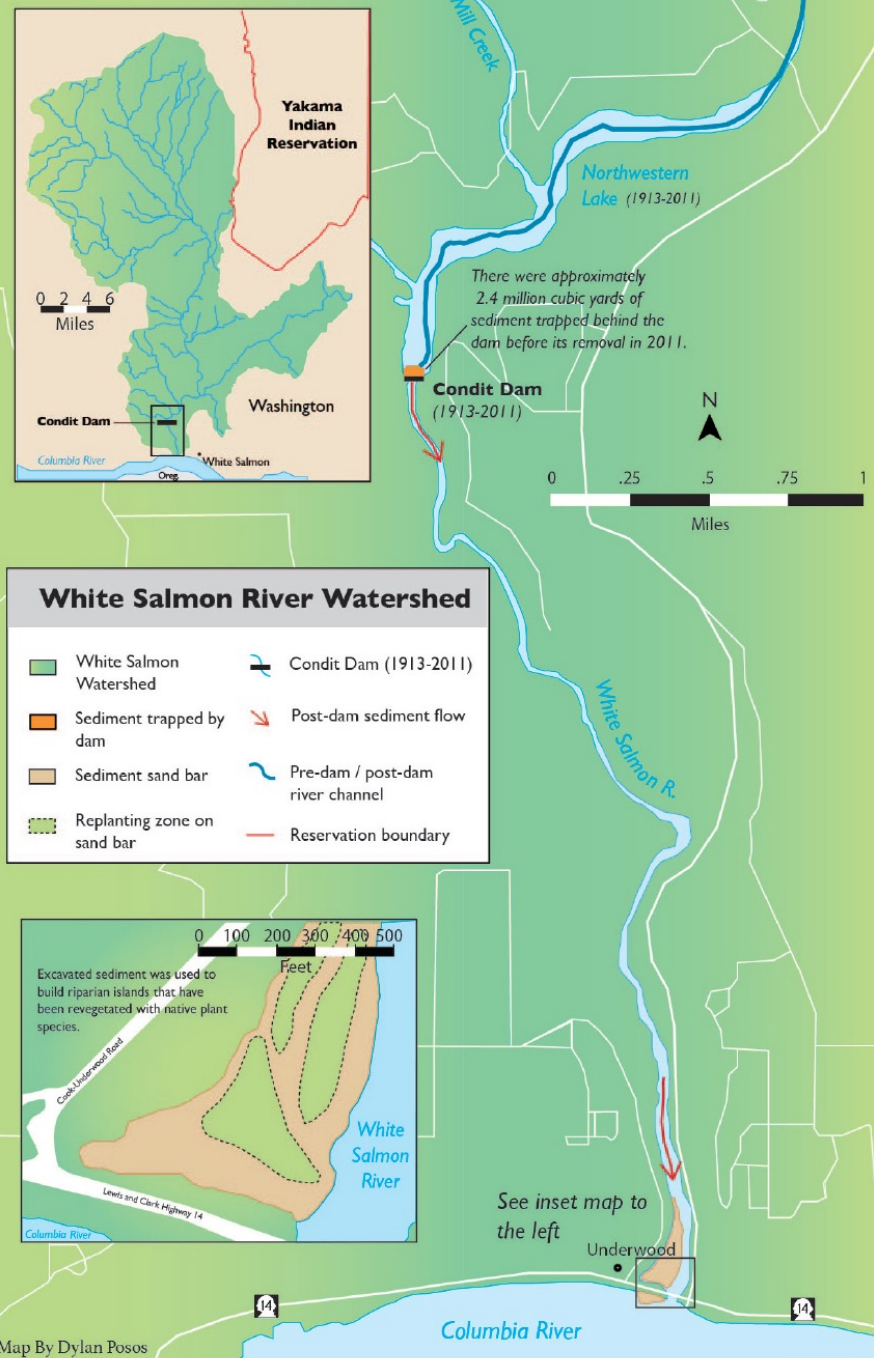 Mill Creek
Yakama
Indian
Reservation
0 2 4 6
Miles
Washington
Condit Dam
Columbia River
White Salmon
Oreg.
Northwestern
Lake (1913-2011)
There were approximately
2.4 million cubic yards of
sediment trapped behind the
dam before its removal in 2011.
Condit Dam
(1913-2011)
N
0 .25 .5 .75 1
Miles
White Salmon River Watershed
White Salmon
Watershed
Sediment trapped by
dam
Sediment sand bar
Replanting zone on
sand bar
Condit Dam (1913-2011)
Post-dam sediment flow
Pre-dam / post-dam
river channel
Reservation boundary
White Salmon R.
0 100 200 300 400 500
Feet
Excavated sediment was used to
build riparian islands that have
been revegetated with native plant
species.
Cook-Underwood Road
White
Salmon
River
Lewis and Clark Highway 14
Columbia River
See inset map to
the left
Underwood
14
14
Columbia River
Map By Dylan Posos